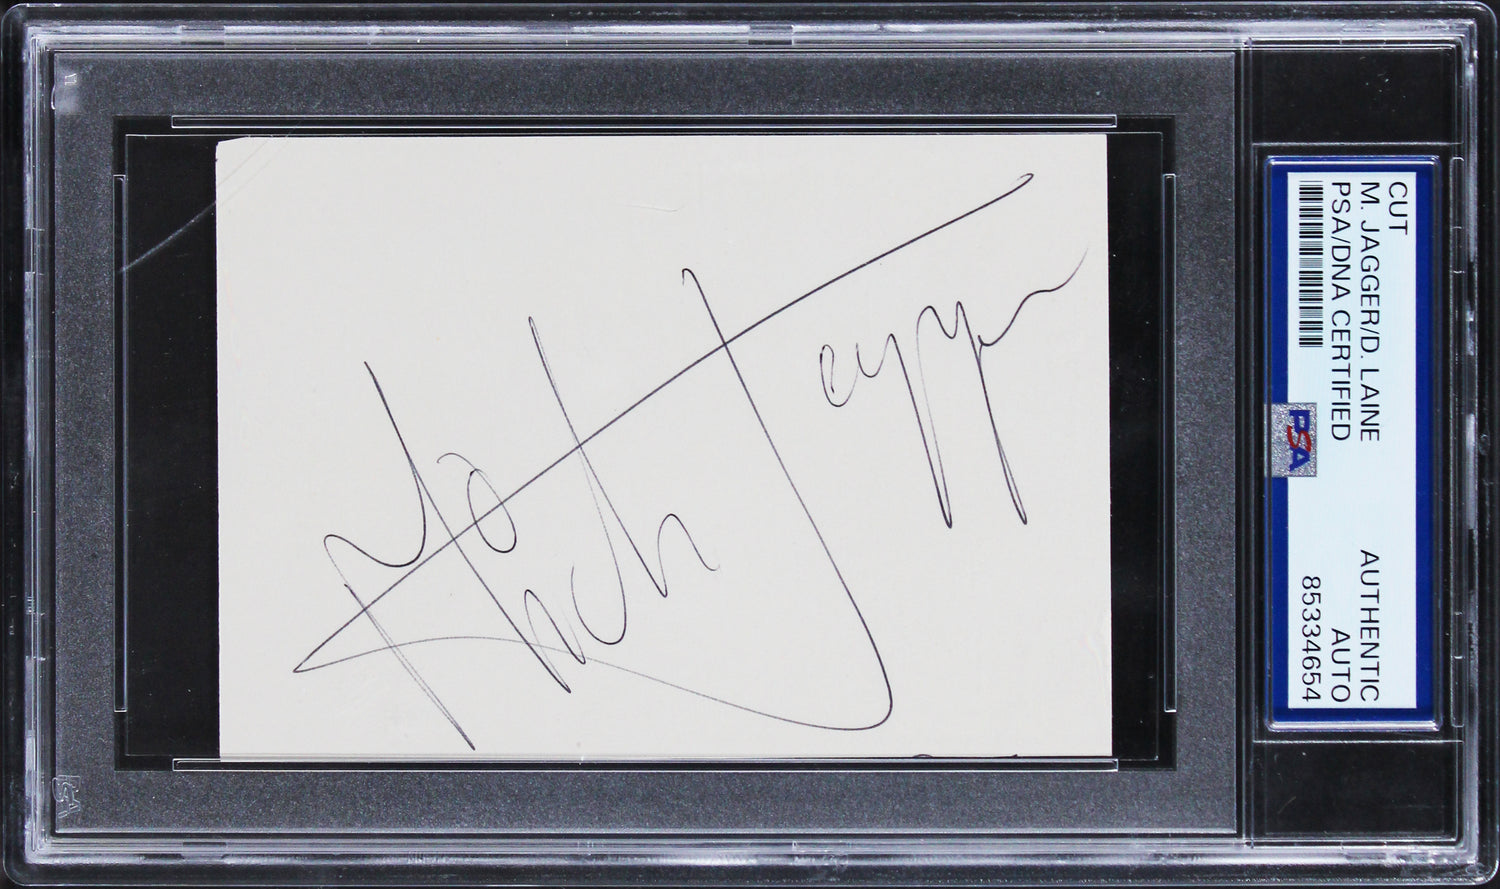 Mick Jagger
CUT
M. JAGGER/D. LAINE
PSA/DNA CERTIFIED
AUTHENTIC
AUTO
85334654
PSA